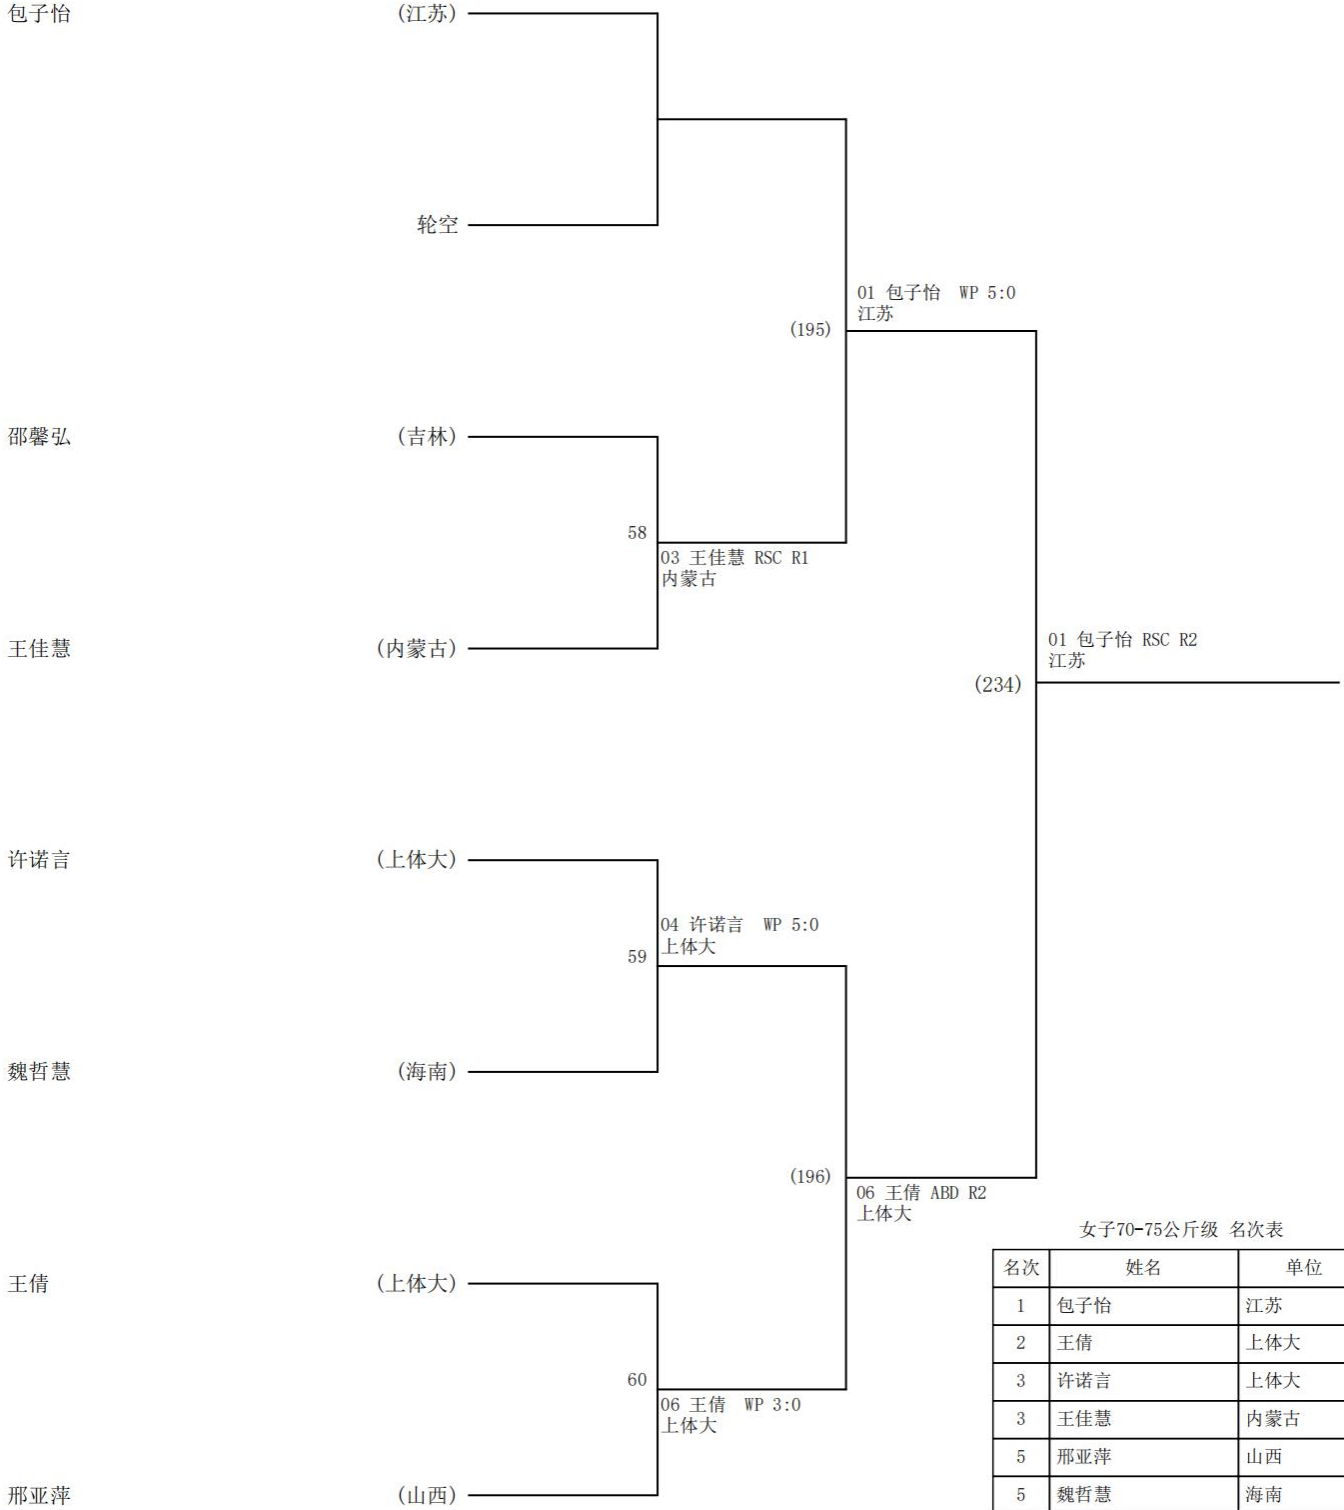 包子怡 (江苏)
轮空
01 包子怡 WP 5:0
江苏
(195)
邵馨弘 (吉林)
58
03 王佳慧 RSC R1
内蒙古
王佳慧 (内蒙古)
01 包子怡 RSC R2
江苏
(234)
许诺言 (上体大)
04 许诺言 WP 5:0
上体大
59
魏哲慧 (海南)
(196)
06 王倩 ABD R2
上体大
王倩 (上体大)
60
06 王倩 WP 3:0
上体大
邢亚萍 (山西)
女子70-75公斤级 名次表
名次 姓名 单位
1 包子怡 江苏
2 王倩 上体大
3 许诺言 上体大
3 王佳慧 内蒙古
5 邢亚萍 山西
5 魏哲慧 海南